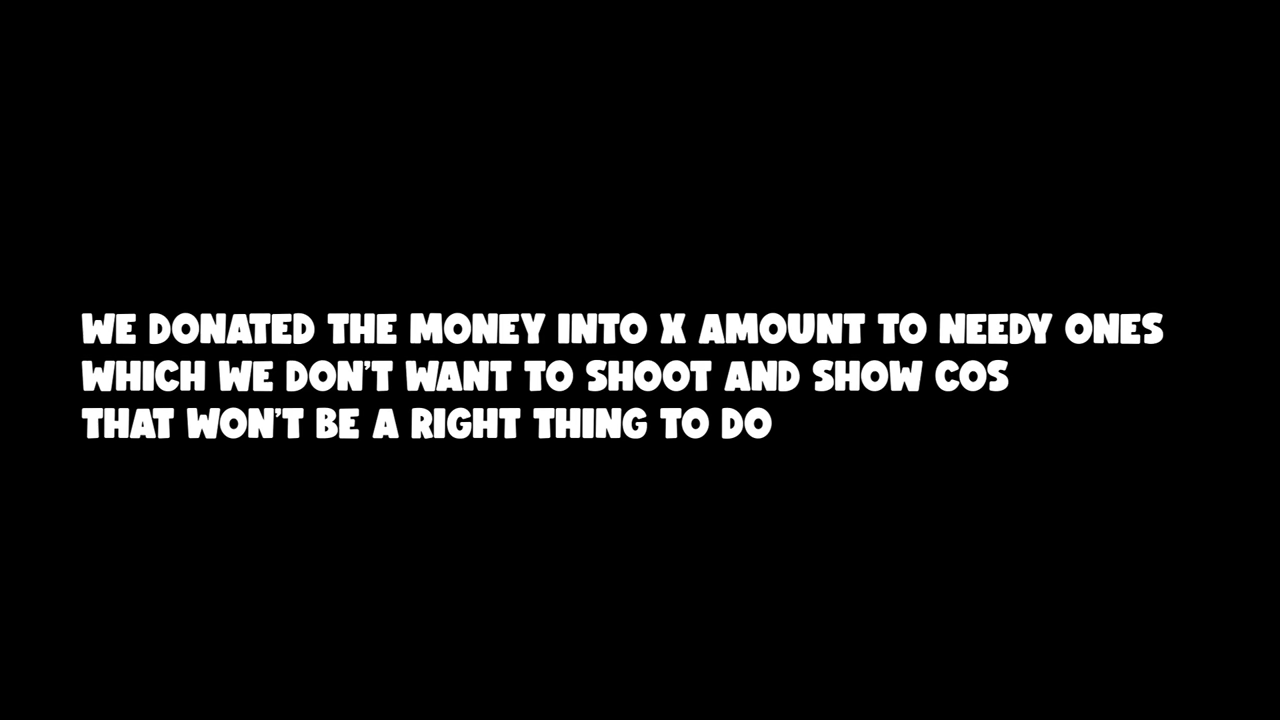 WE DONATED THE MONEY INTO X AMOUNT TO NEEDY ONES
WHICH WE DON'T WANT TO SHOOT AND SHOW COS
THAT WON'T BE A RIGHT THING TO DO